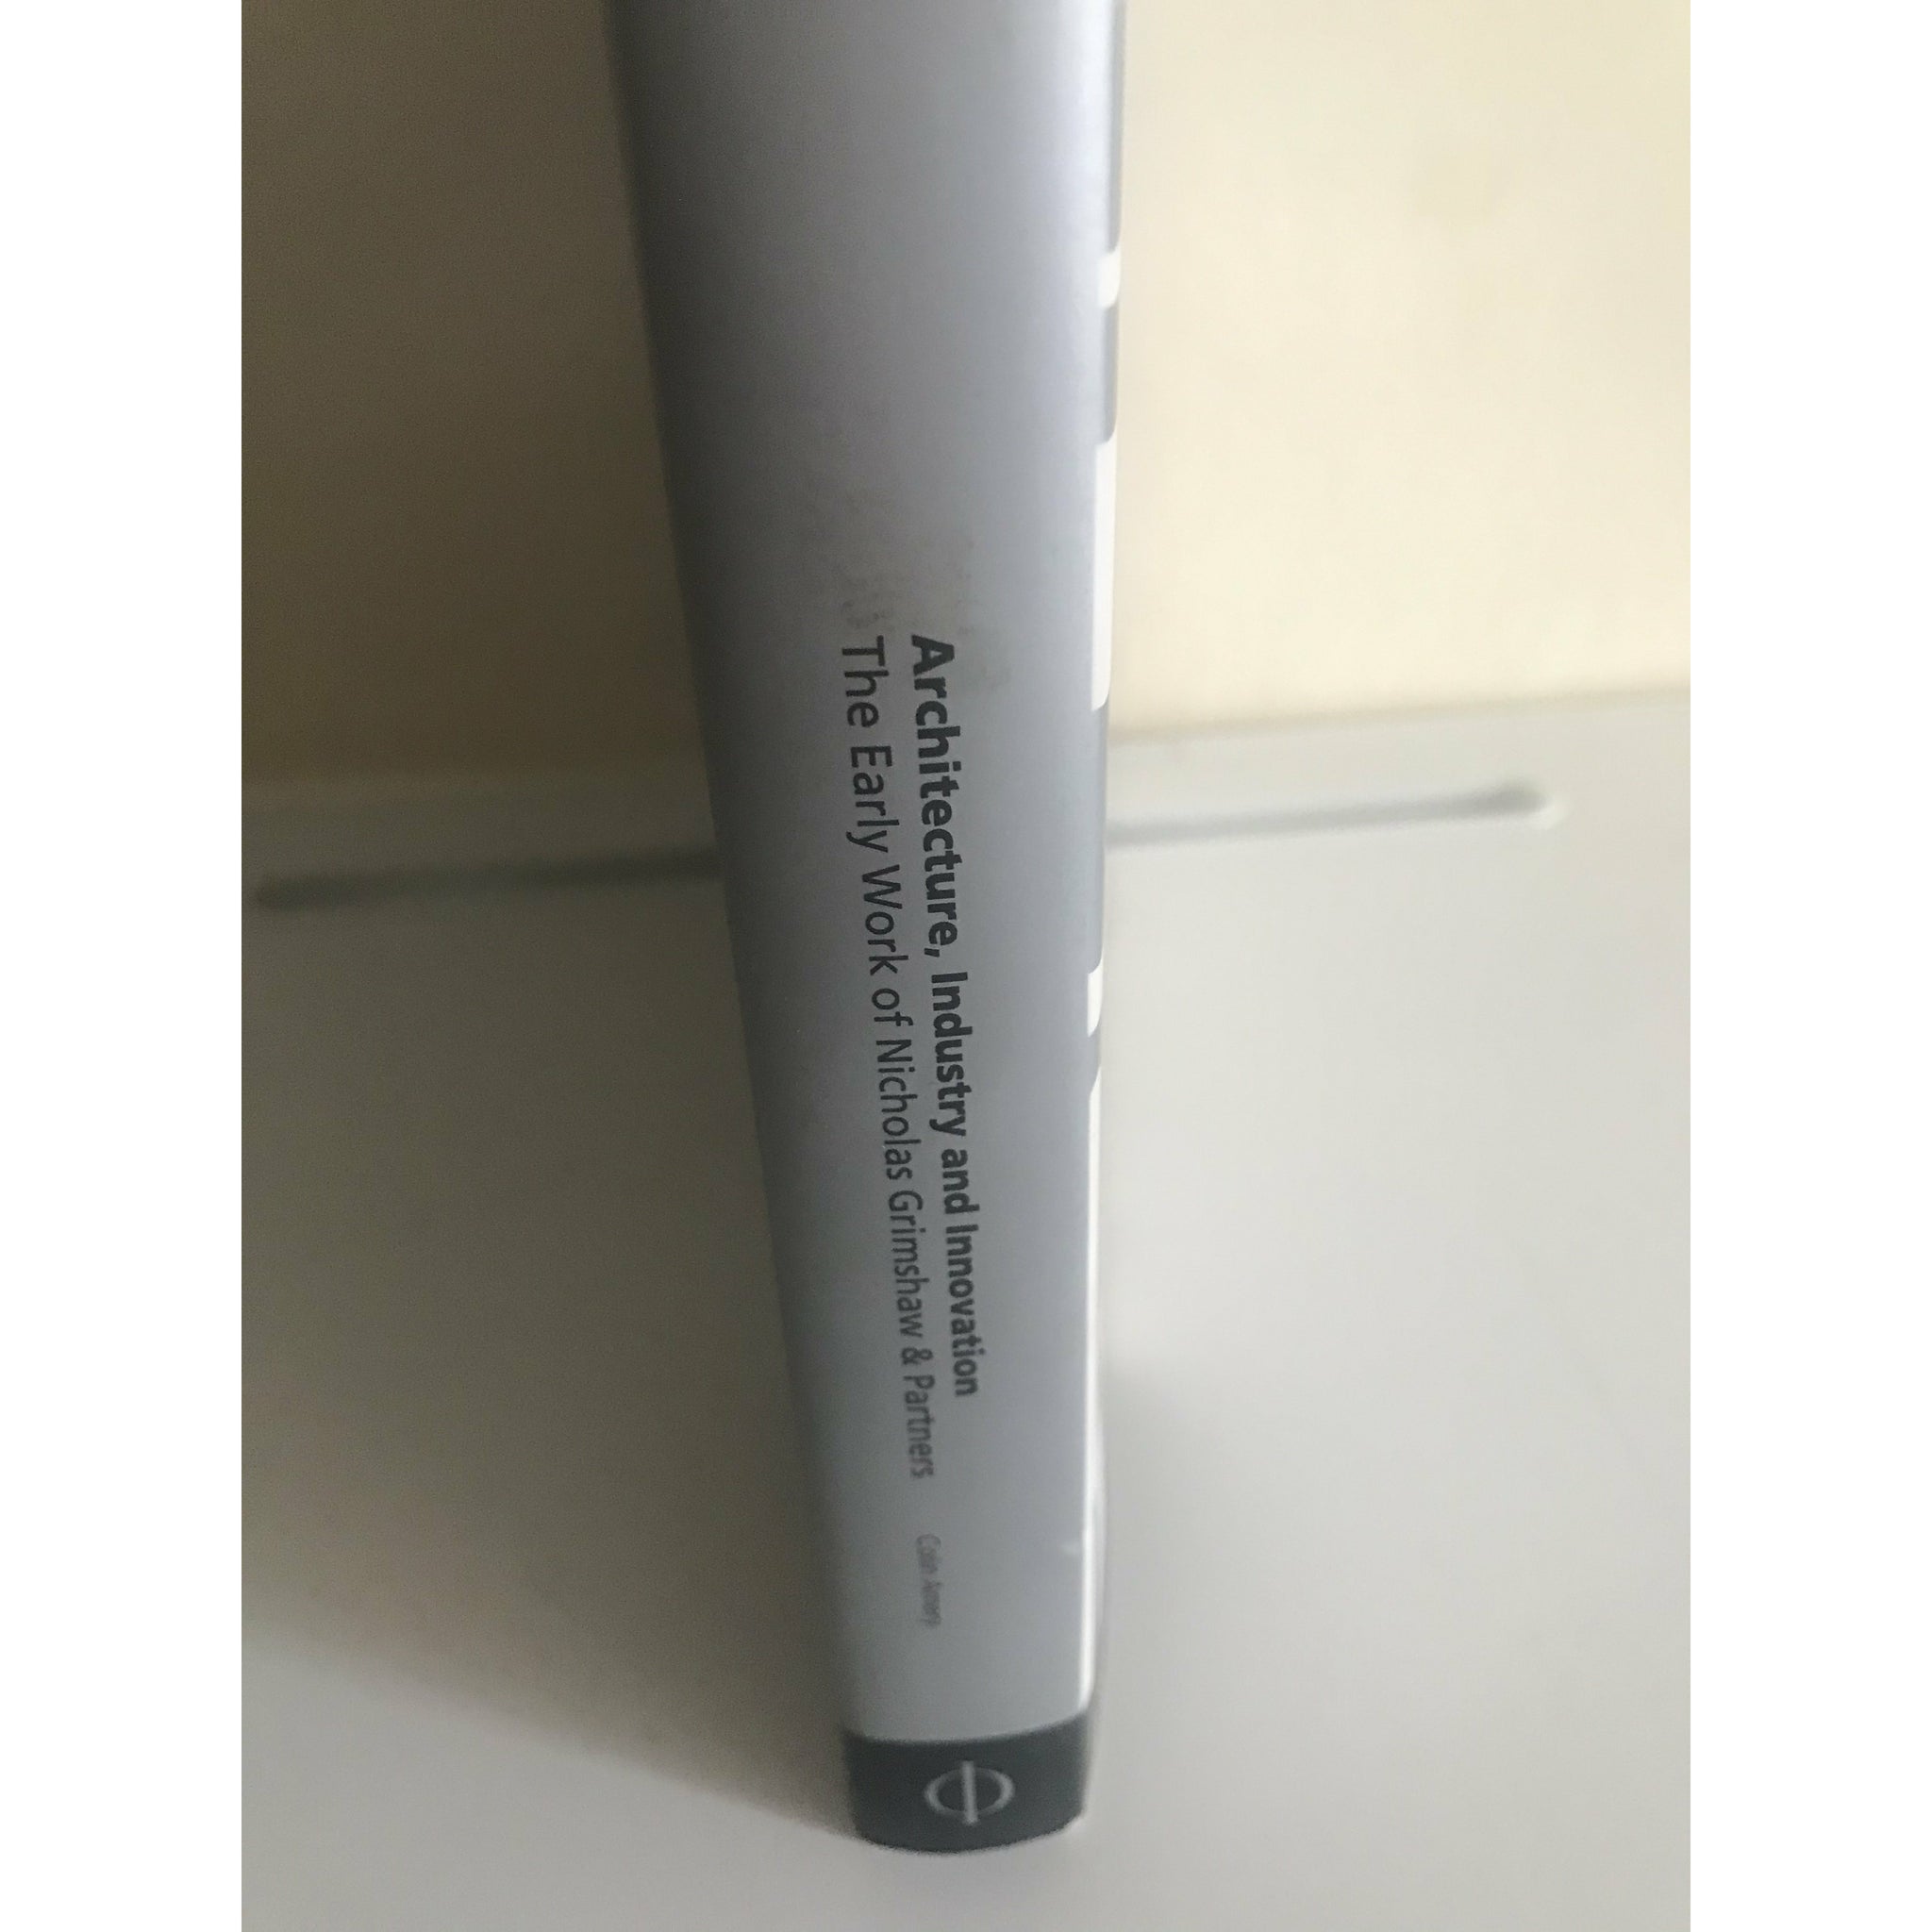 Architecture, Industry and Innovation
The Early Work of Nicholas Grimshaw & Partners
Colin Amery